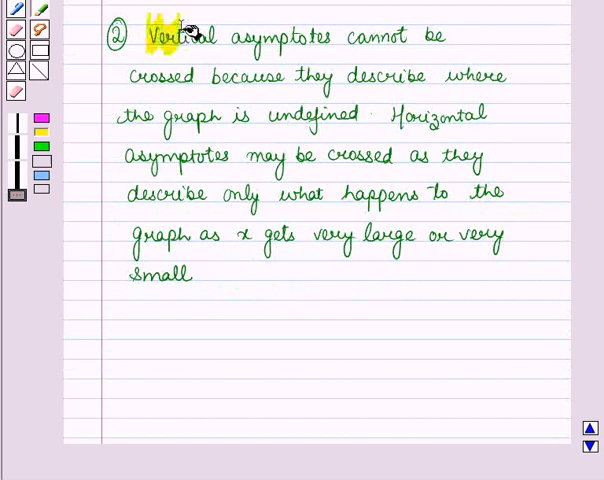 ② Vertical asymptotes cannot be
crossed because they describe where
the graph is undefined. Horizontal
asymptotes may be crossed as they
describe only what happens to the
graph as x gets very large or very
small